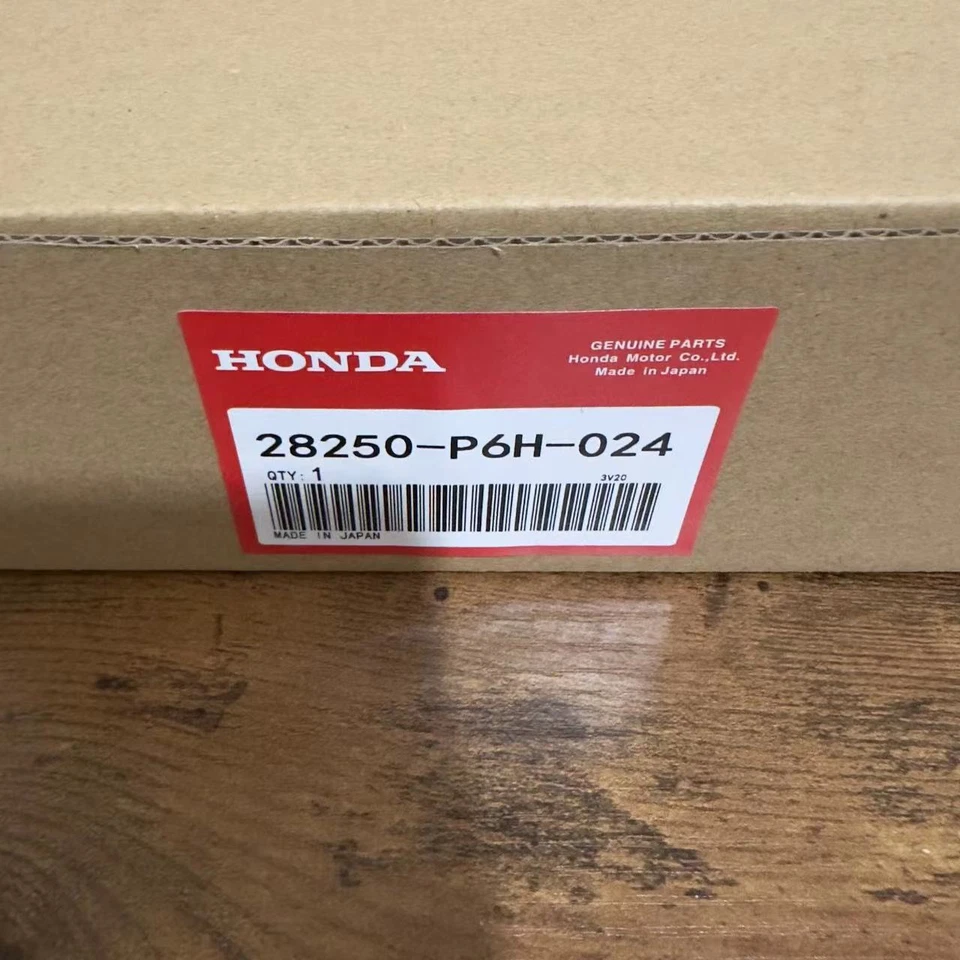 HONDA
GENUINE PARTS
Honda Motor Co.,Ltd.
Made in Japan
28250-P6H-024
QTY: 1
3V20
MADE IN JAPAN